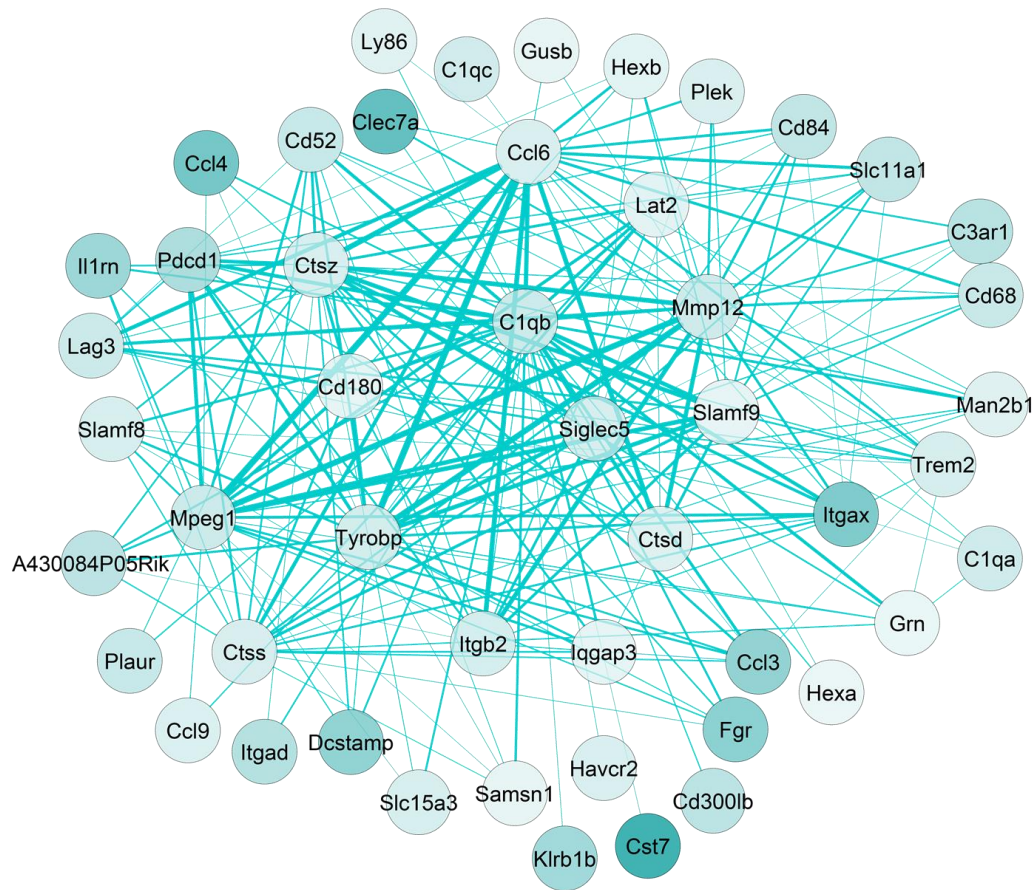 Ly86
Gusb
C1qc
Hexb
Plek
Clec7a
Cd52
Cd84
Ccl6
Ccl4
Slc11a1
Lat2
C3ar1
Il1rn
Pdcd1
Ctsz
Cd68
Mmp12
C1qb
Lag3
Cd180
Man2b1
Slamf9
Slamf8
Siglec5
Trem2
Mpeg1
Itgax
Tyrobp
Ctsd
C1qa
A430084P05Rik
Grn
Ctss
Itgb2
Iqgap3
Plaur
Ccl3
Hexa
Ccl9
Fgr
Itgad
Dcstamp
Havcr2
Slc15a3
Samsn1
Cd300lb
Cst7
Klrb1b